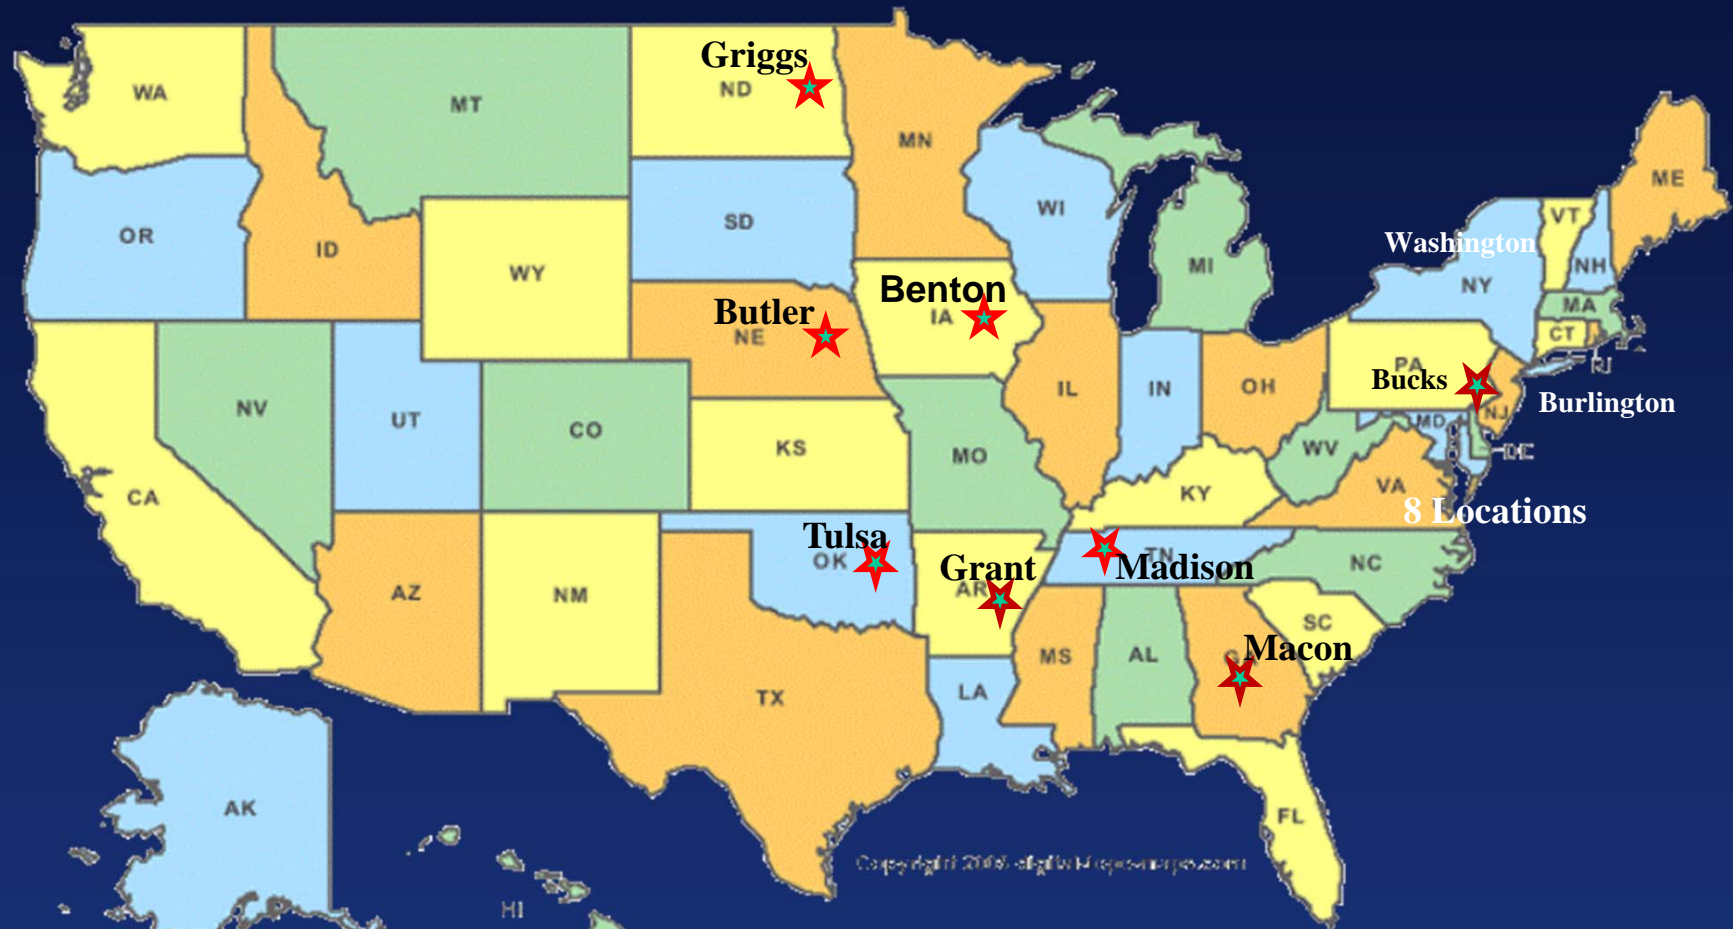 Griggs
WA
ND
MT
MN
ME
OR
ID
SD
WI
VT
Washington
NH
WY
MI
NY
Benton
IA
MA
Butler
NE
CT
PA
RI
Bucks
NV
UT
CO
IL
IN
OH
NJ
Burlington
MD
KS
WV
DE
CA
MO
KY
VA
8 Locations
Tulsa
OK
Grant
AR
TN
Madison
NC
AZ
NM
SC
MS
AL
GA
Macon
TX
LA
AK
FL
HI